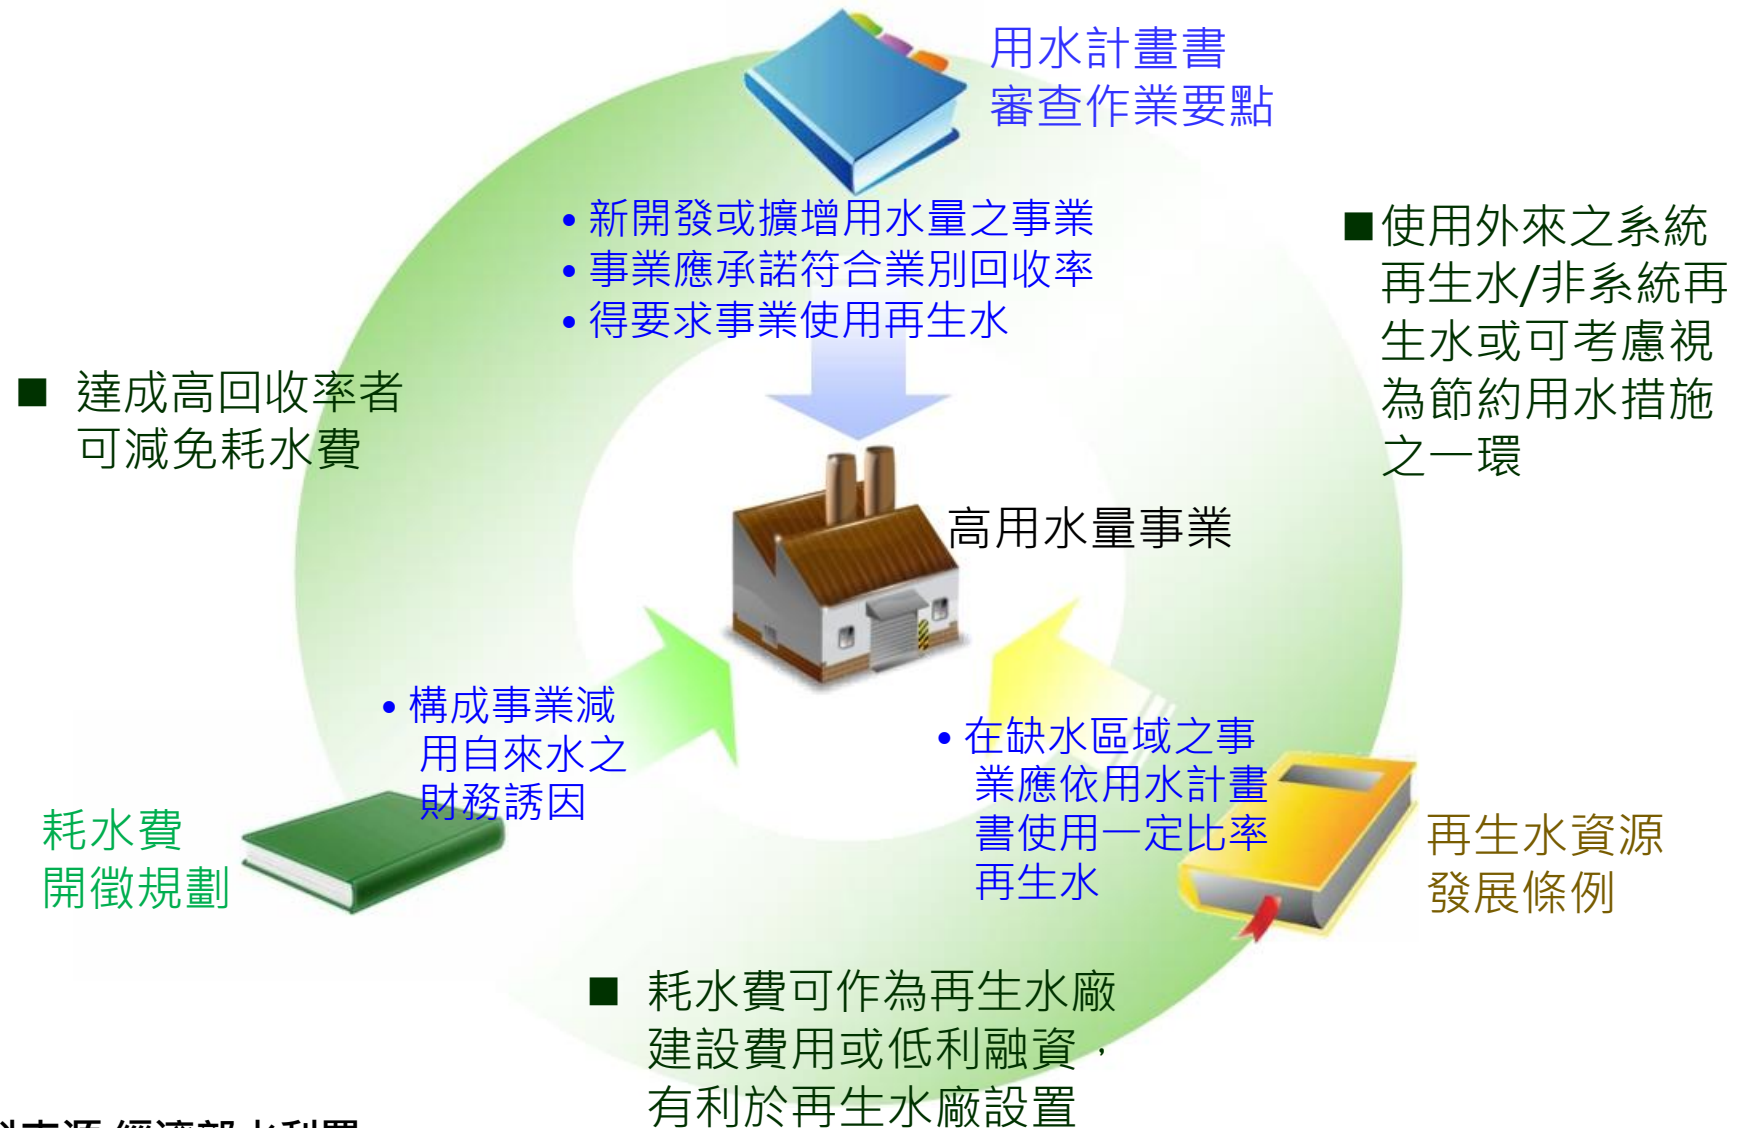 用水計畫書
審查作業要點
• 新開發或擴增用水量之事業
• 事業應承諾符合業別回收率
• 得要求事業使用再生水
■使用外來之系統
再生水/非系統再
生水或可考慮視
為節約用水措施
之一環
■ 達成高回收率者
可減免耗水費
高用水量事業
• 構成事業減
用自來水之
財務誘因
• 在缺水區域之事
業應依用水計畫
書使用一定比率
再生水
耗水費
開徵規劃
再生水資源
發展條例
■ 耗水費可作為再生水廠
建設費用或低利融資，
有利於再生水廠設置
來源 經濟部水利署